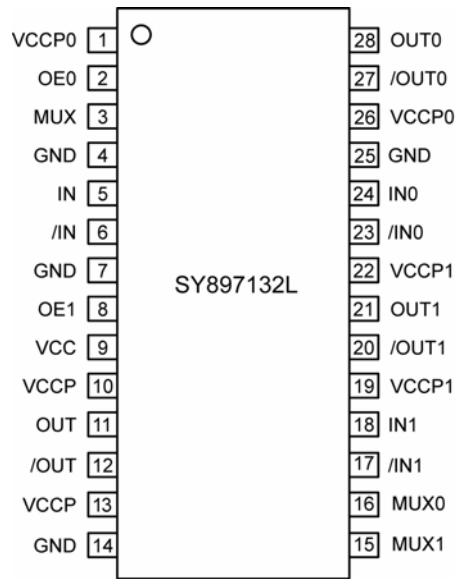 VCCP0 1 28 OUT0
OE0 2 27 /OUT0
MUX 3 26 VCCP0
GND 4 25 GND
IN 5 24 IN0
/IN 6 23 /IN0
GND 7 22 VCCP1
SY897132L
OE1 8 21 OUT1
VCC 9 20 /OUT1
VCCP 10 19 VCCP1
OUT 11 18 IN1
/OUT 12 17 /IN1
VCCP 13 16 MUX0
GND 14 15 MUX1